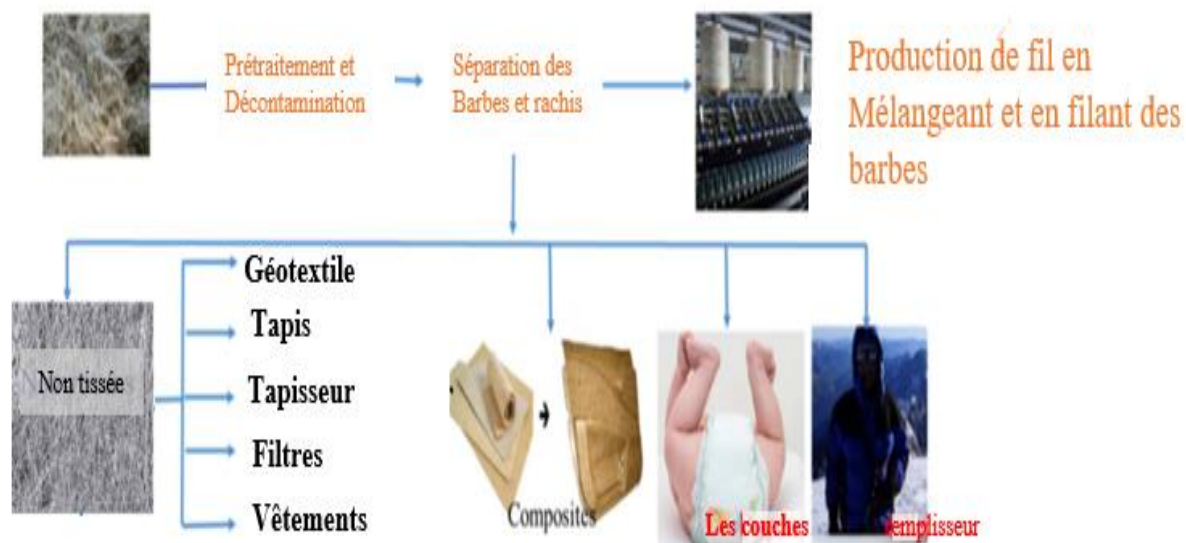 Prétraitement et
Décontamination
Séparation des
Barbes et rachis
Production de fil en
Mélangeant et en filant des
barbes
Non tissée
Géotextile
Tapis
Tapisseur
Filtres
Vêtements
Composites
Les couches
remplisseur